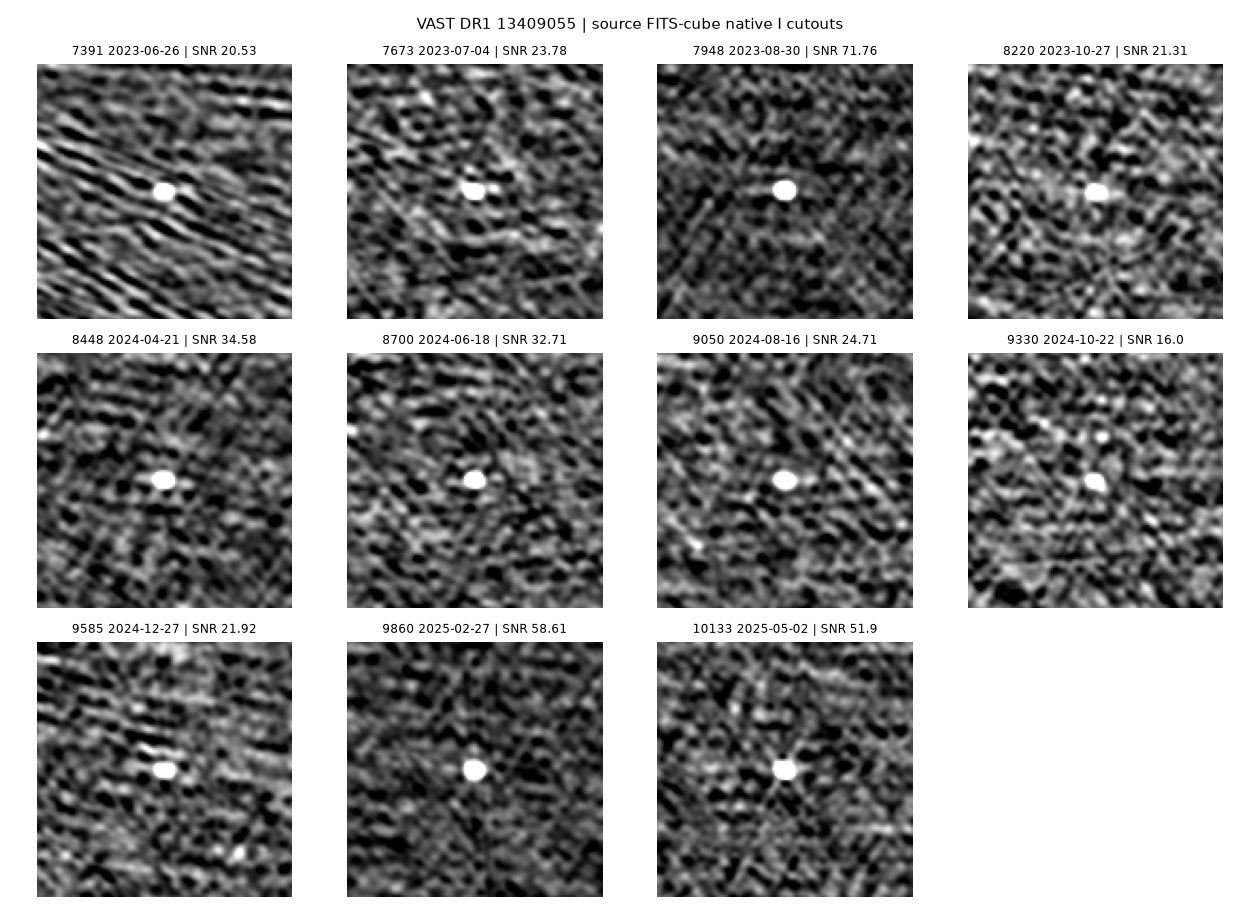 VAST DR1 13409055 | source FITS-cube native I cutouts
7391 2023-06-26 | SNR 20.53
7673 2023-07-04 | SNR 23.78
7948 2023-08-30 | SNR 71.76
8220 2023-10-27 | SNR 21.31
8448 2024-04-21 | SNR 34.58
8700 2024-06-18 | SNR 32.71
9050 2024-08-16 | SNR 24.71
9330 2024-10-22 | SNR 16.0
9585 2024-12-27 | SNR 21.92
9860 2025-02-27 | SNR 58.61
10133 2025-05-02 | SNR 51.9